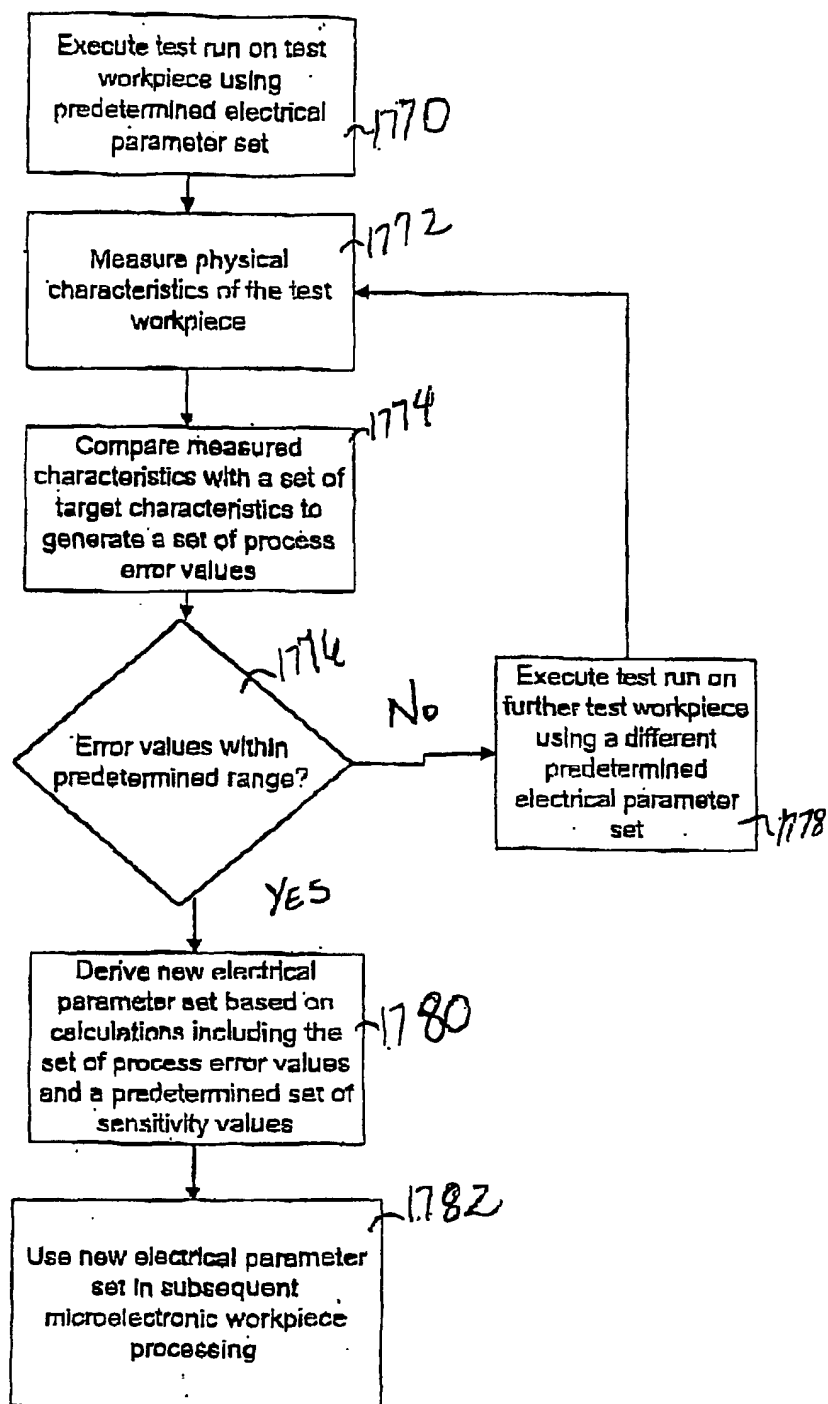 Execute test run on test
workpiece using
predetermined electrical
parameter set
1770
1772
Measure physical
characteristics of the test
workpiece
1774
Compare measured
characteristics with a set of
target characteristics to
generate a set of process
error values
1776
No
Error values within
predetermined range?
Execute test run on
further test workpiece
using a different
predetermined
electrical parameter
set
1778
YES
Derive new electrical
parameter set based on
calculations including the
set of process error values
and a predetermined set of
sensitivity values
1780
1782
Use new electrical parameter
set in subsequent
microelectronic workpiece
processing